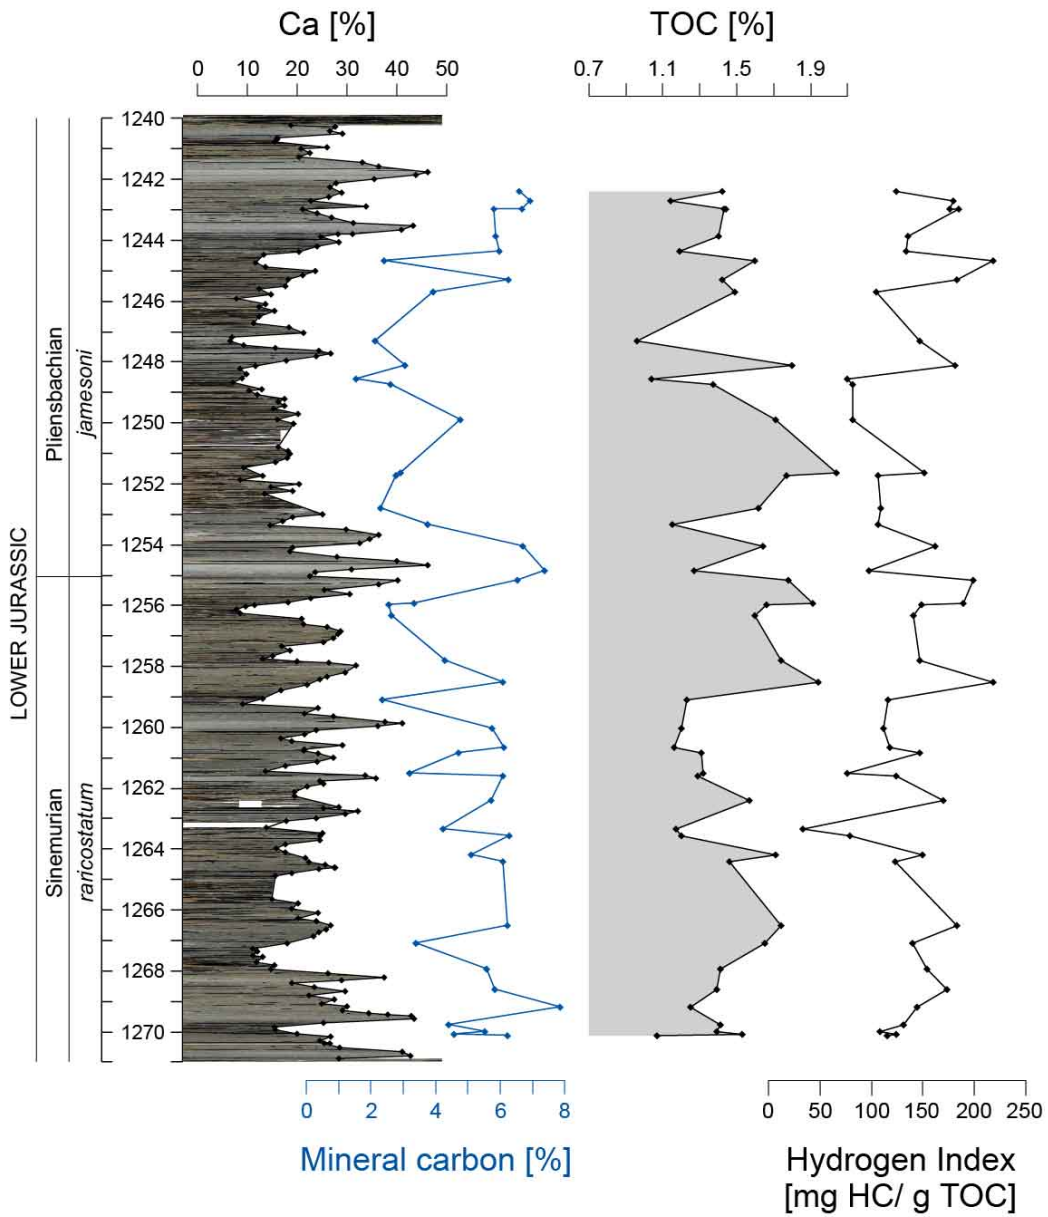 Ca [%]
TOC [%]
0 10 20 30 40 50
0.7 1.1 1.5 1.9
1240
1242
1244
1246
1248
1250
1252
1254
1256
1258
1260
1262
1264
1266
1268
1270
LOWER JURASSIC
Pliensbachian
jamesoni
Sinemurian
raricostatum
0 2 4 6 8
0 50 100 150 200 250
Mineral carbon [%]
Hydrogen Index
[mg HC/ g TOC]